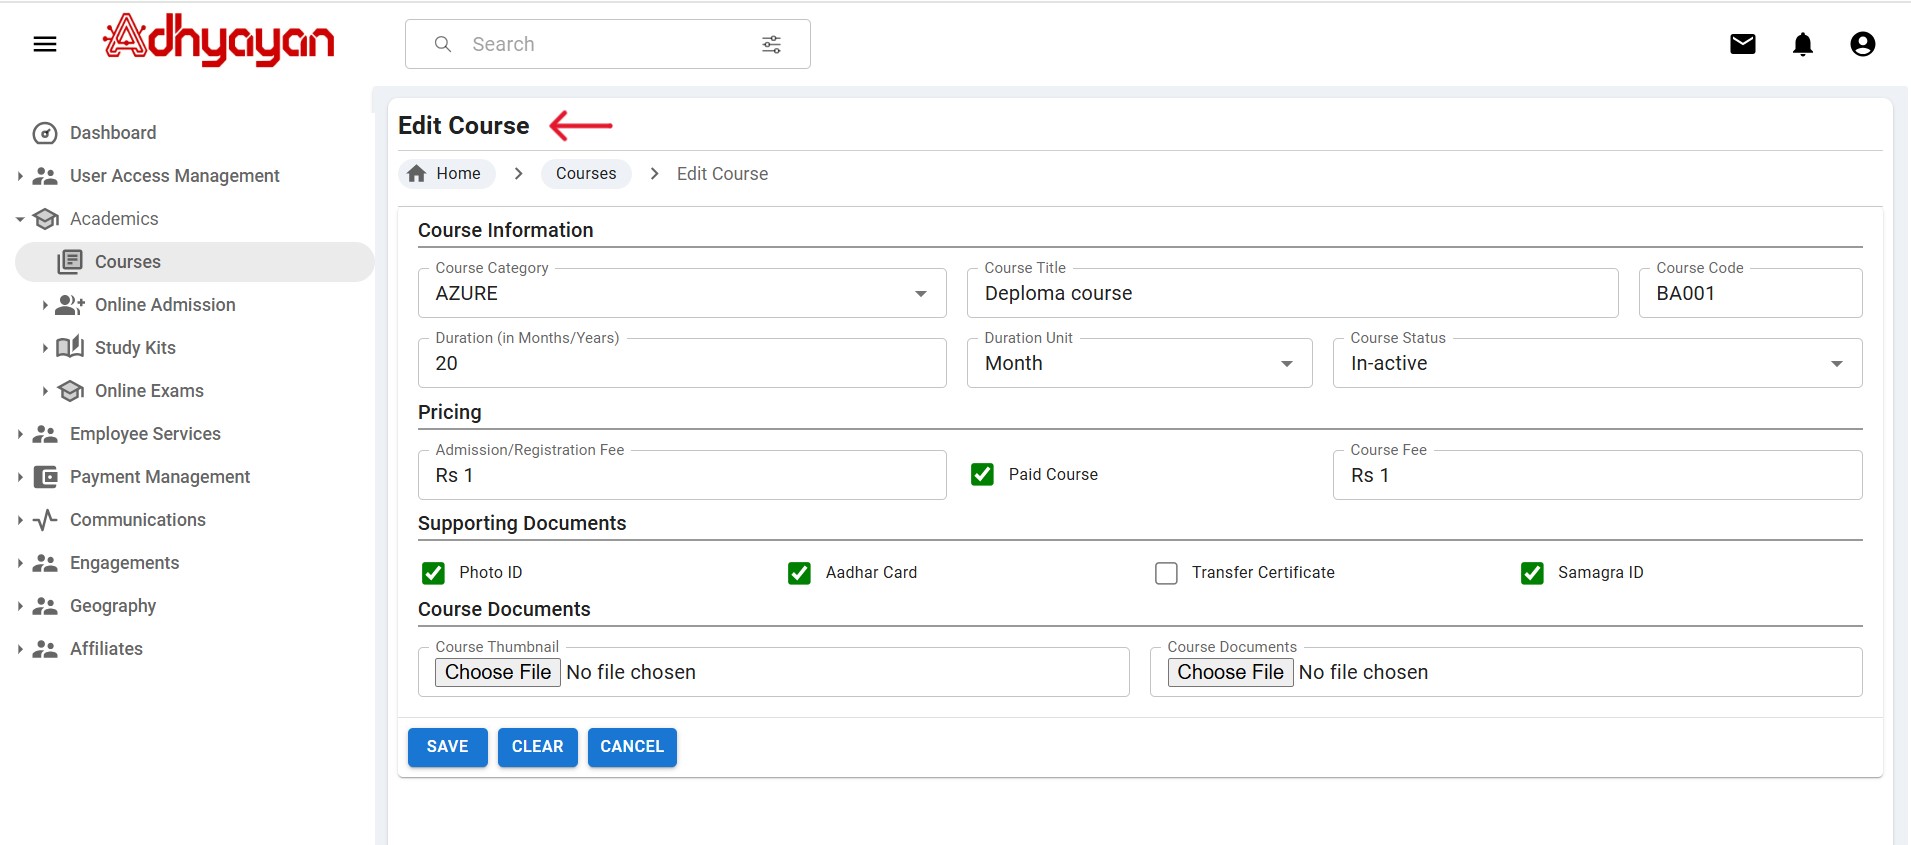 Adhyayan
Search
Dashboard
User Access Management
Academics
Courses
Online Admission
Study Kits
Online Exams
Employee Services
Payment Management
Communications
Engagements
Geography
Affiliates
Edit Course
Home Courses Edit Course
Course Information
Course Category Course Title Course Code
AZURE Deploma course BA001
Duration (in Months/Years) Duration Unit Course Status
20 Month In-active
Pricing
Admission/Registration Fee Course Fee
Rs 1 Paid Course Rs 1
Supporting Documents
Photo ID Aadhar Card Transfer Certificate Samagra ID
Course Documents
Course Thumbnail Course Documents
Choose File No file chosen Choose File No file chosen
SAVE CLEAR CANCEL